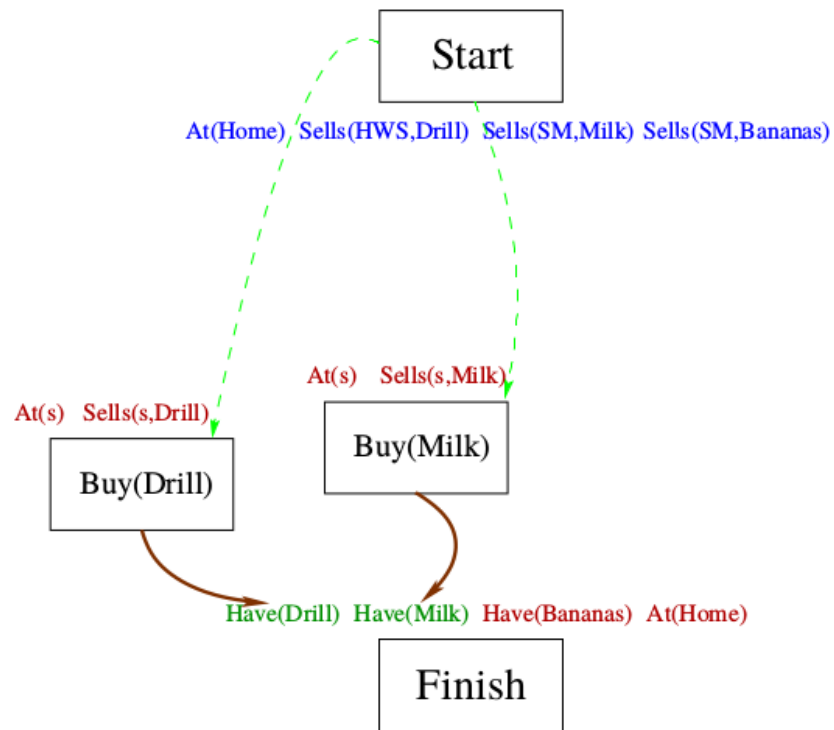 Start
At(Home) Sells(HWS,Drill) Sells(SM,Milk) Sells(SM,Bananas)
At(s) Sells(s,Milk)
At(s) Sells(s,Drill)
Buy(Milk)
Buy(Drill)
Have(Drill) Have(Milk) Have(Bananas) At(Home)
Finish